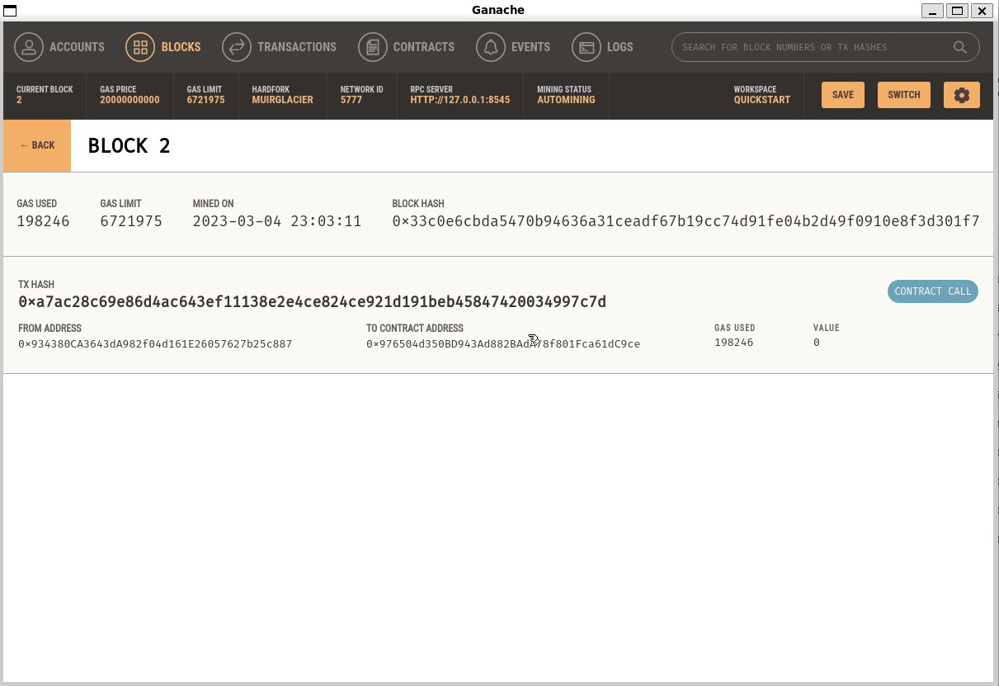 Ganache
ACCOUNTS BLOCKS TRANSACTIONS CONTRACTS EVENTS LOGS SEARCH FOR BLOCK NUMBERS OR TX HASHES
CURRENT BLOCK GAS PRICE GAS LIMIT HARDFORK NETWORK ID RPC SERVER MINING STATUS WORKSPACE
2 20000000000 6721975 MUIRGLACIER 5777 HTTP://127.0.0.1:8545 AUTOMINING QUICKSTART SAVE SWITCH
← BACK BLOCK 2
GAS USED GAS LIMIT MINED ON BLOCK HASH
198246 6721975 2023-03-04 23:03:11 0×33c0e6cbda5470b94636a31ceadf67b19cc74d91fe04b2d49f0910e8f3d301f7
TX HASH
0×a7ac28c69e86d4ac643ef11138e2e4ce824ce921d191beb45847420034997c7d CONTRACT CALL
FROM ADDRESS TO CONTRACT ADDRESS GAS USED VALUE
0×934380CA3643dA982f04d161E26057627b25c887 198246 0